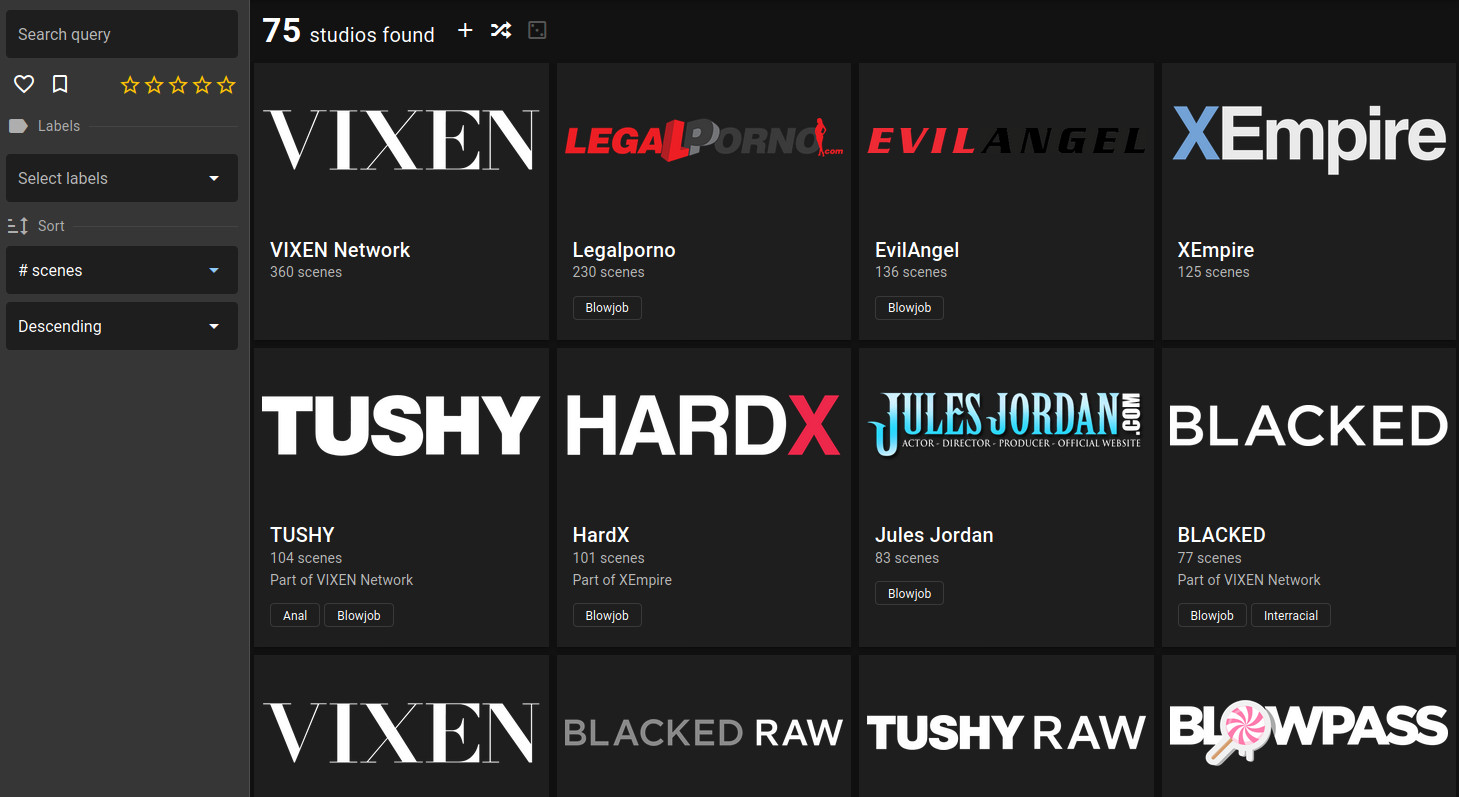 Search query
Labels
Select labels
Sort
# scenes
Descending
75 studios found
VIXEN
LEGALPORNO.com
EVILANGEL
XEmpire
VIXEN Network
Legalporno
EvilAngel
XEmpire
360 scenes
230 scenes
136 scenes
125 scenes
Blowjob
Blowjob
TUSHY
HARDX
JULES JORDAN.COM
ACTOR - DIRECTOR - PRODUCER - OFFICIAL WEBSITE
BLACKED
TUSHY
HardX
Jules Jordan
BLACKED
104 scenes
101 scenes
83 scenes
77 scenes
Part of VIXEN Network
Part of XEmpire
Part of VIXEN Network
Blowjob
Anal Blowjob
Blowjob
Blowjob Interracial
VIXEN
BLACKED RAW
TUSHY RAW
BLOWPASS